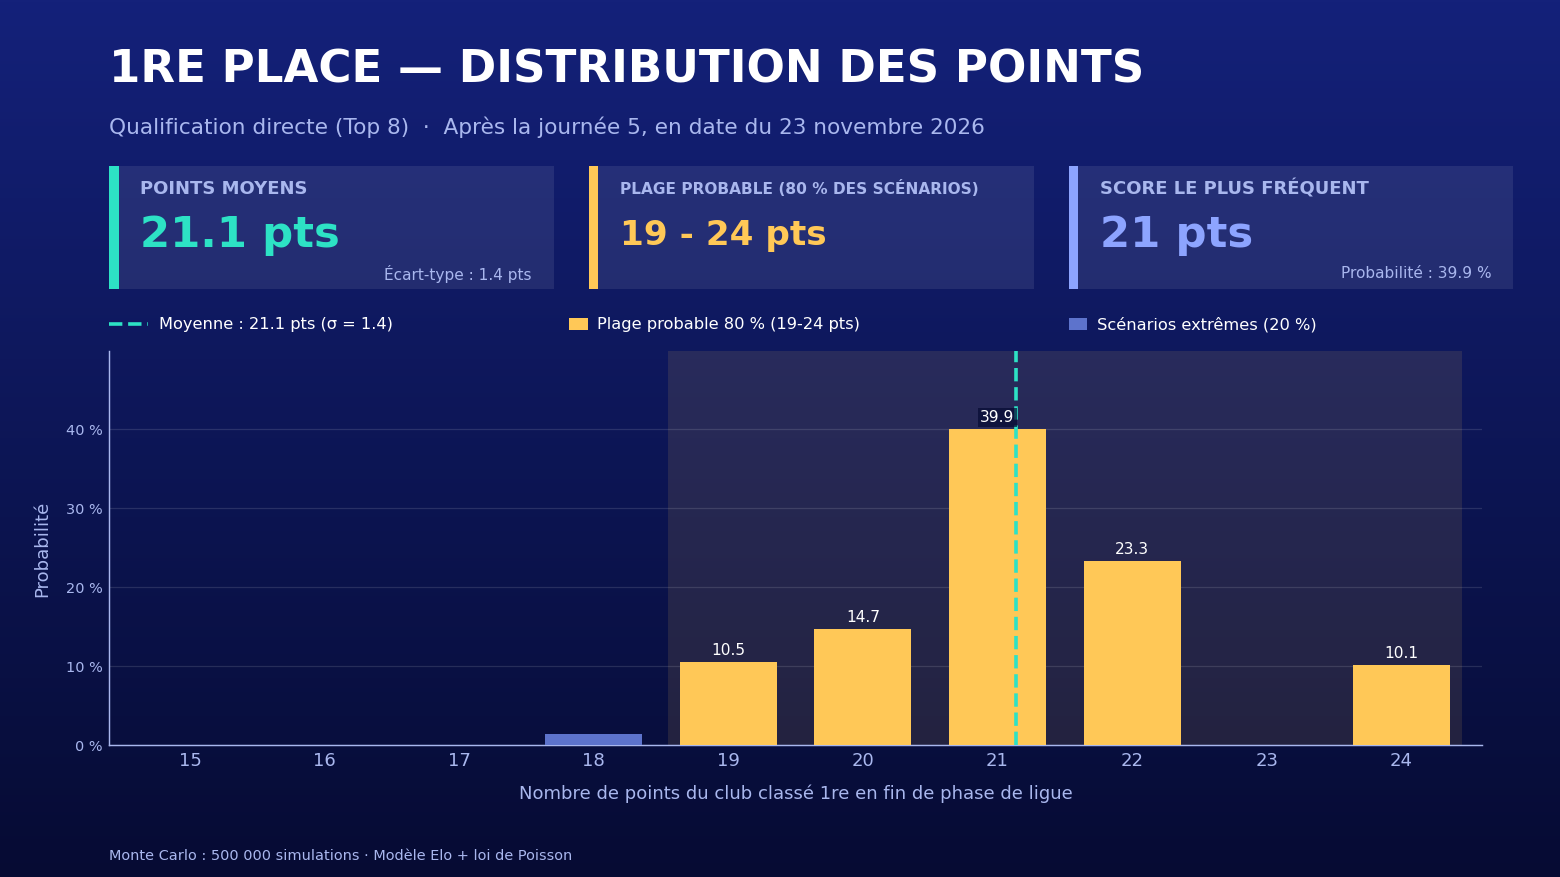 1RE PLACE — DISTRIBUTION DES POINTS
Qualification directe (Top 8)  ·  Après la journée 5, en date du 23 novembre 2026
POINTS MOYENS
21.1 pts
Écart-type : 1.4 pts
PLAGE PROBABLE (80 % DES SCÉNARIOS)
19 - 24 pts
SCORE LE PLUS FRÉQUENT
21 pts
Probabilité : 39.9 %
Moyenne : 21.1 pts (σ = 1.4)
Plage probable 80 % (19-24 pts)
Scénarios extrêmes (20 %)
Probabilité
40 %
30 %
20 %
10 %
0 %
10.5
14.7
39.9
23.3
10.1
15 16 17 18 19 20 21 22 23 24
Nombre de points du club classé 1re en fin de phase de ligue
Monte Carlo : 500 000 simulations · Modèle Elo + loi de Poisson